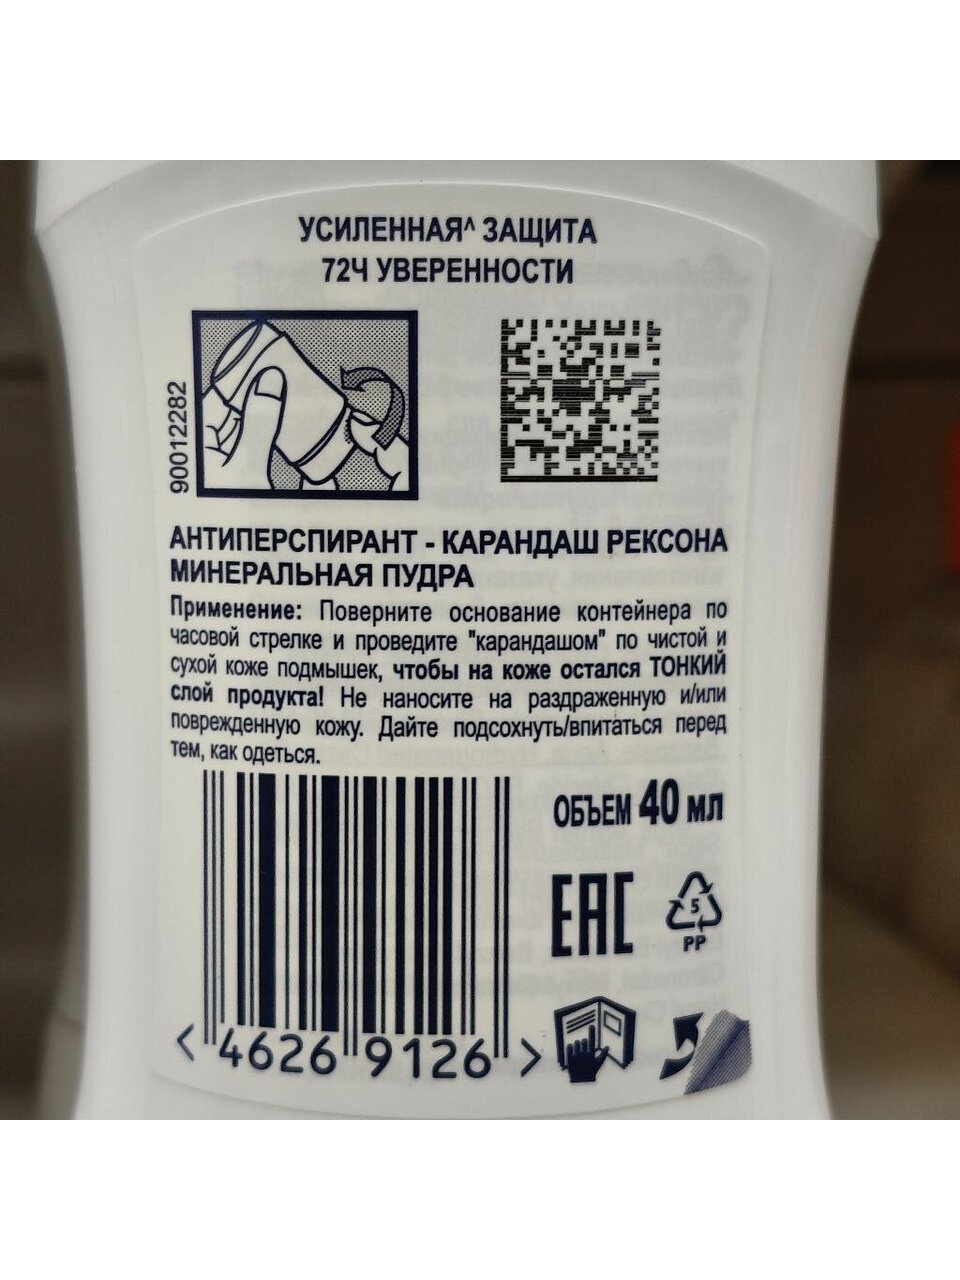 УСИЛЕННАЯ^ ЗАЩИТА
72Ч УВЕРЕННОСТИ
90012282
АНТИПЕРСПИРАНТ - КАРАНДАШ РЕКСОНА
МИНЕРАЛЬНАЯ ПУДРА
Применение: Поверните основание контейнера по
часовой стрелке и проведите "карандашом" по чистой и
сухой коже подмышек, чтобы на коже остался ТОНКИЙ
слой продукта! Не наносите на раздраженную и/или
поврежденную кожу. Дайте подсохнуть/впитаться перед
тем, как одеться.
ОБЪЕМ 40 мл
EAC
5
PP
< 4626 9126 >